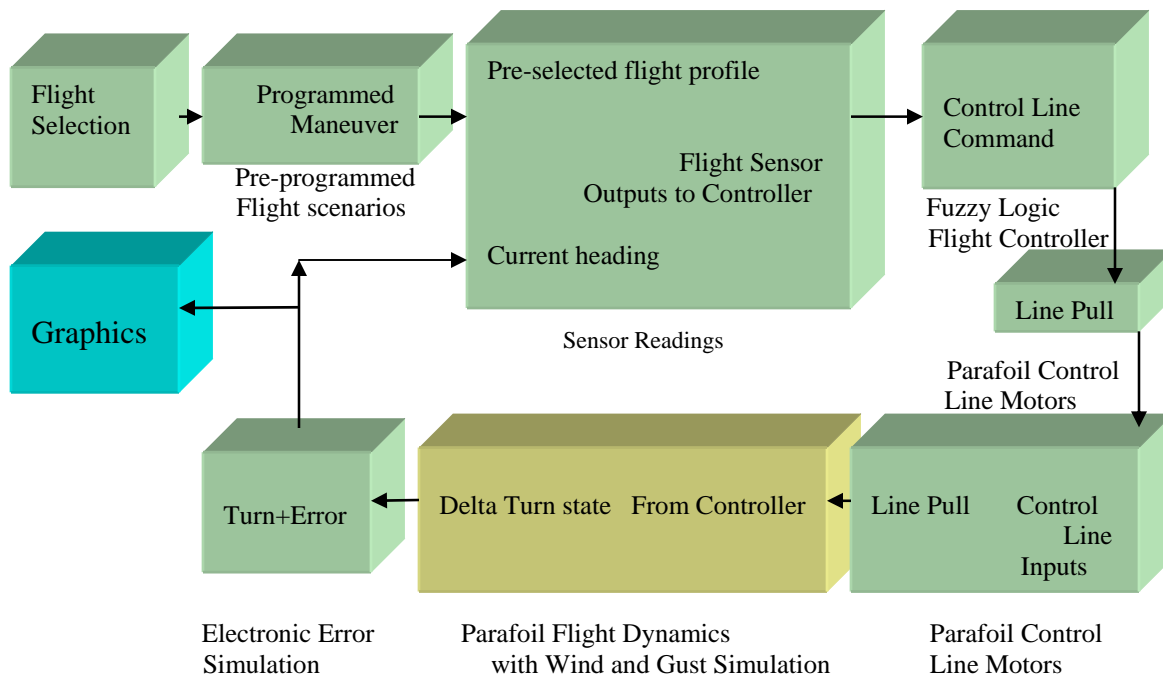 Flight
Selection
Programmed
Maneuver
Pre-programmed
Flight scenarios
Pre-selected flight profile
Flight Sensor
Outputs to Controller
Current heading
Sensor Readings
Control Line
Command
Fuzzy Logic
Flight Controller
Line Pull
Parafoil Control
Line Motors
Graphics
Turn+Error
Delta Turn state From Controller
Line Pull Control
Line
Inputs
Electronic Error
Simulation
Parafoil Flight Dynamics
with Wind and Gust Simulation
Parafoil Control
Line Motors